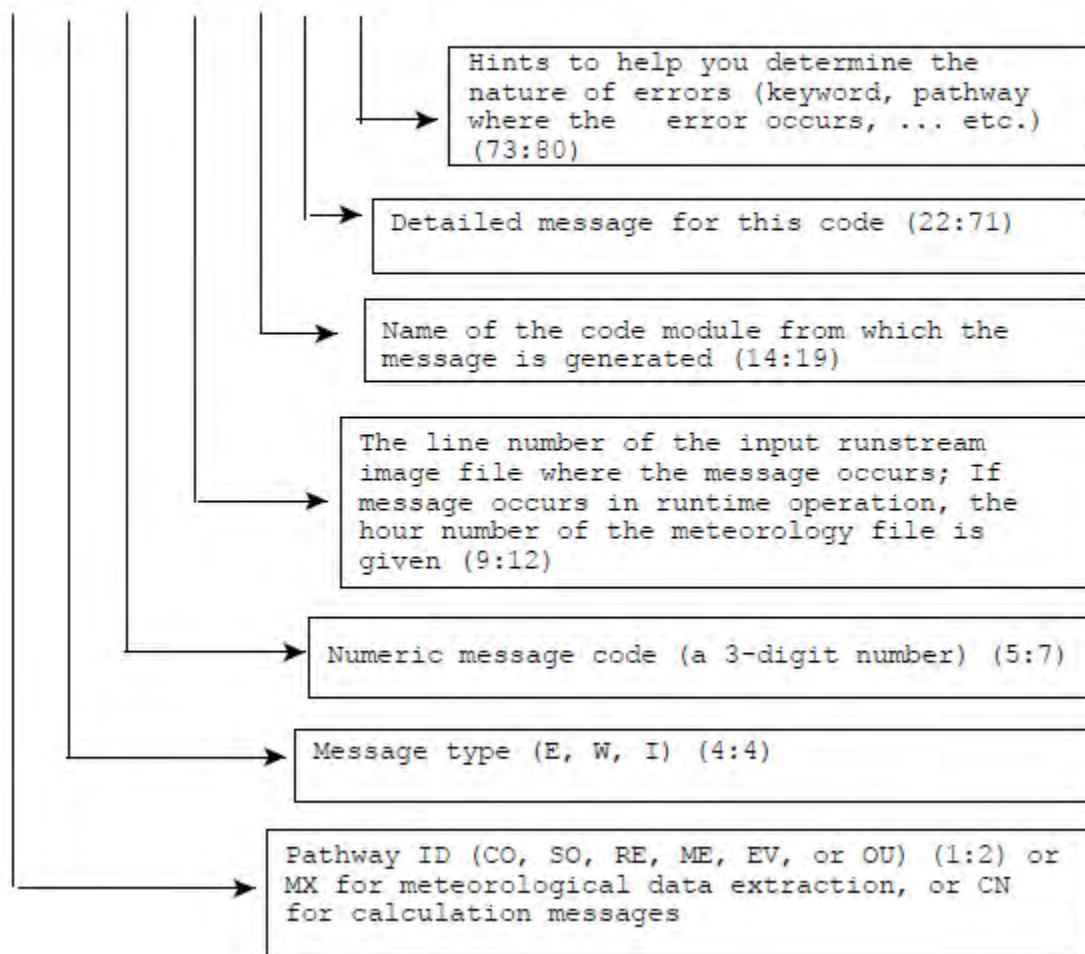 Hints to help you determine the
nature of errors (keyword, pathway
where the error occurs, ... etc.)
(73:80)
Detailed message for this code (22:71)
Name of the code module from which the
message is generated (14:19)
The line number of the input runstream
image file where the message occurs; If
message occurs in runtime operation, the
hour number of the meteorology file is
given (9:12)
Numeric message code (a 3-digit number) (5:7)
Message type (E, W, I) (4:4)
Pathway ID (CO, SO, RE, ME, EV, or OU) (1:2) or
MX for meteorological data extraction, or CN
for calculation messages